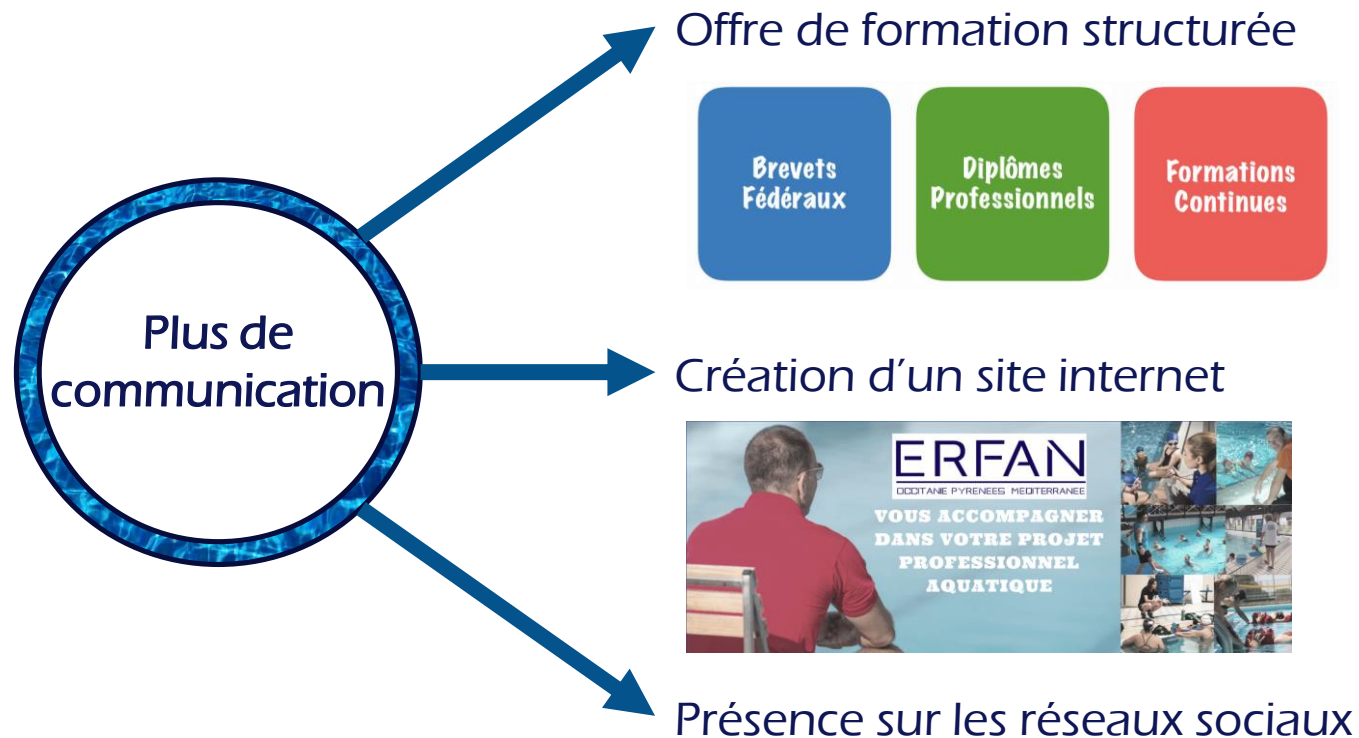 Offre de formation structurée
Brevets
Fédéraux
Diplômes
Professionnels
Formations
Continues
Plus de
communication
Création d'un site internet
ERFAN
OCCITANIE PYRENEES MEDITERRANEE
VOUS ACCOMPAGNER
DANS VOTRE PROJET
PROFESSIONNEL
AQUATIQUE
Présence sur les réseaux sociaux